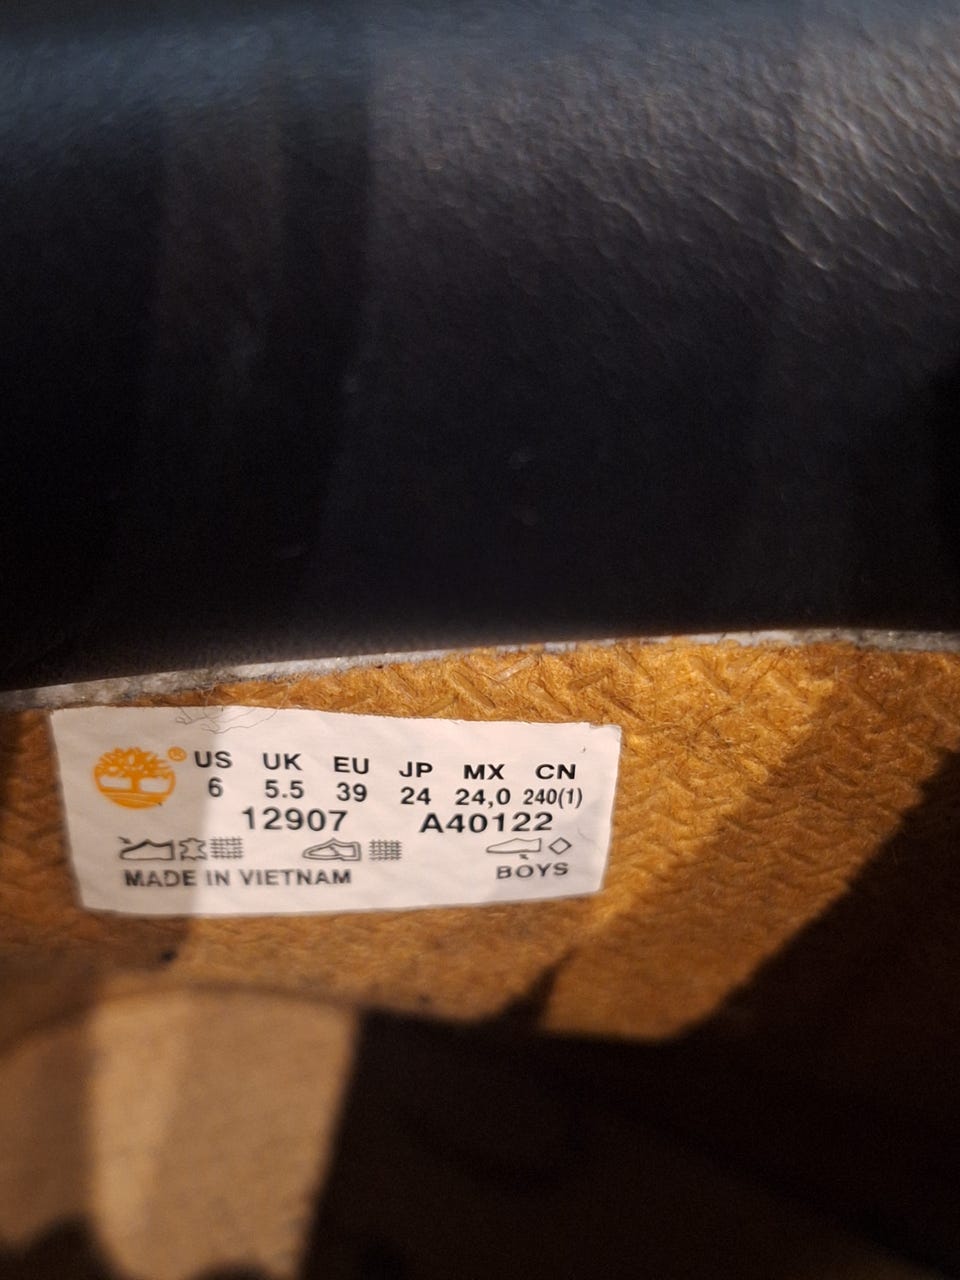 ® US UK EU JP MX CN
6 5.5 39 24 24,0 240(1)
12907 A40122
MADE IN VIETNAM BOYS